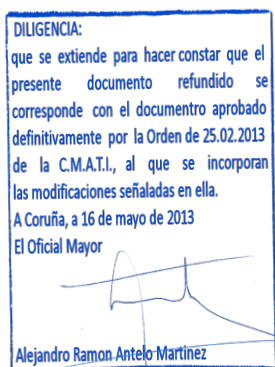 DILIGENCIA:
que se extiende para hacer constar que el
presente documento refundido se
corresponde con el documentro aprobado
definitivamente por la Orden de 25.02.2013
de la C.M.A.T.I., al que se incorporan
las modificaciones señaladas en ella.
A Coruña, a 16 de mayo de 2013
El Oficial Mayor
Alejandro Ramon Antelo Martinez